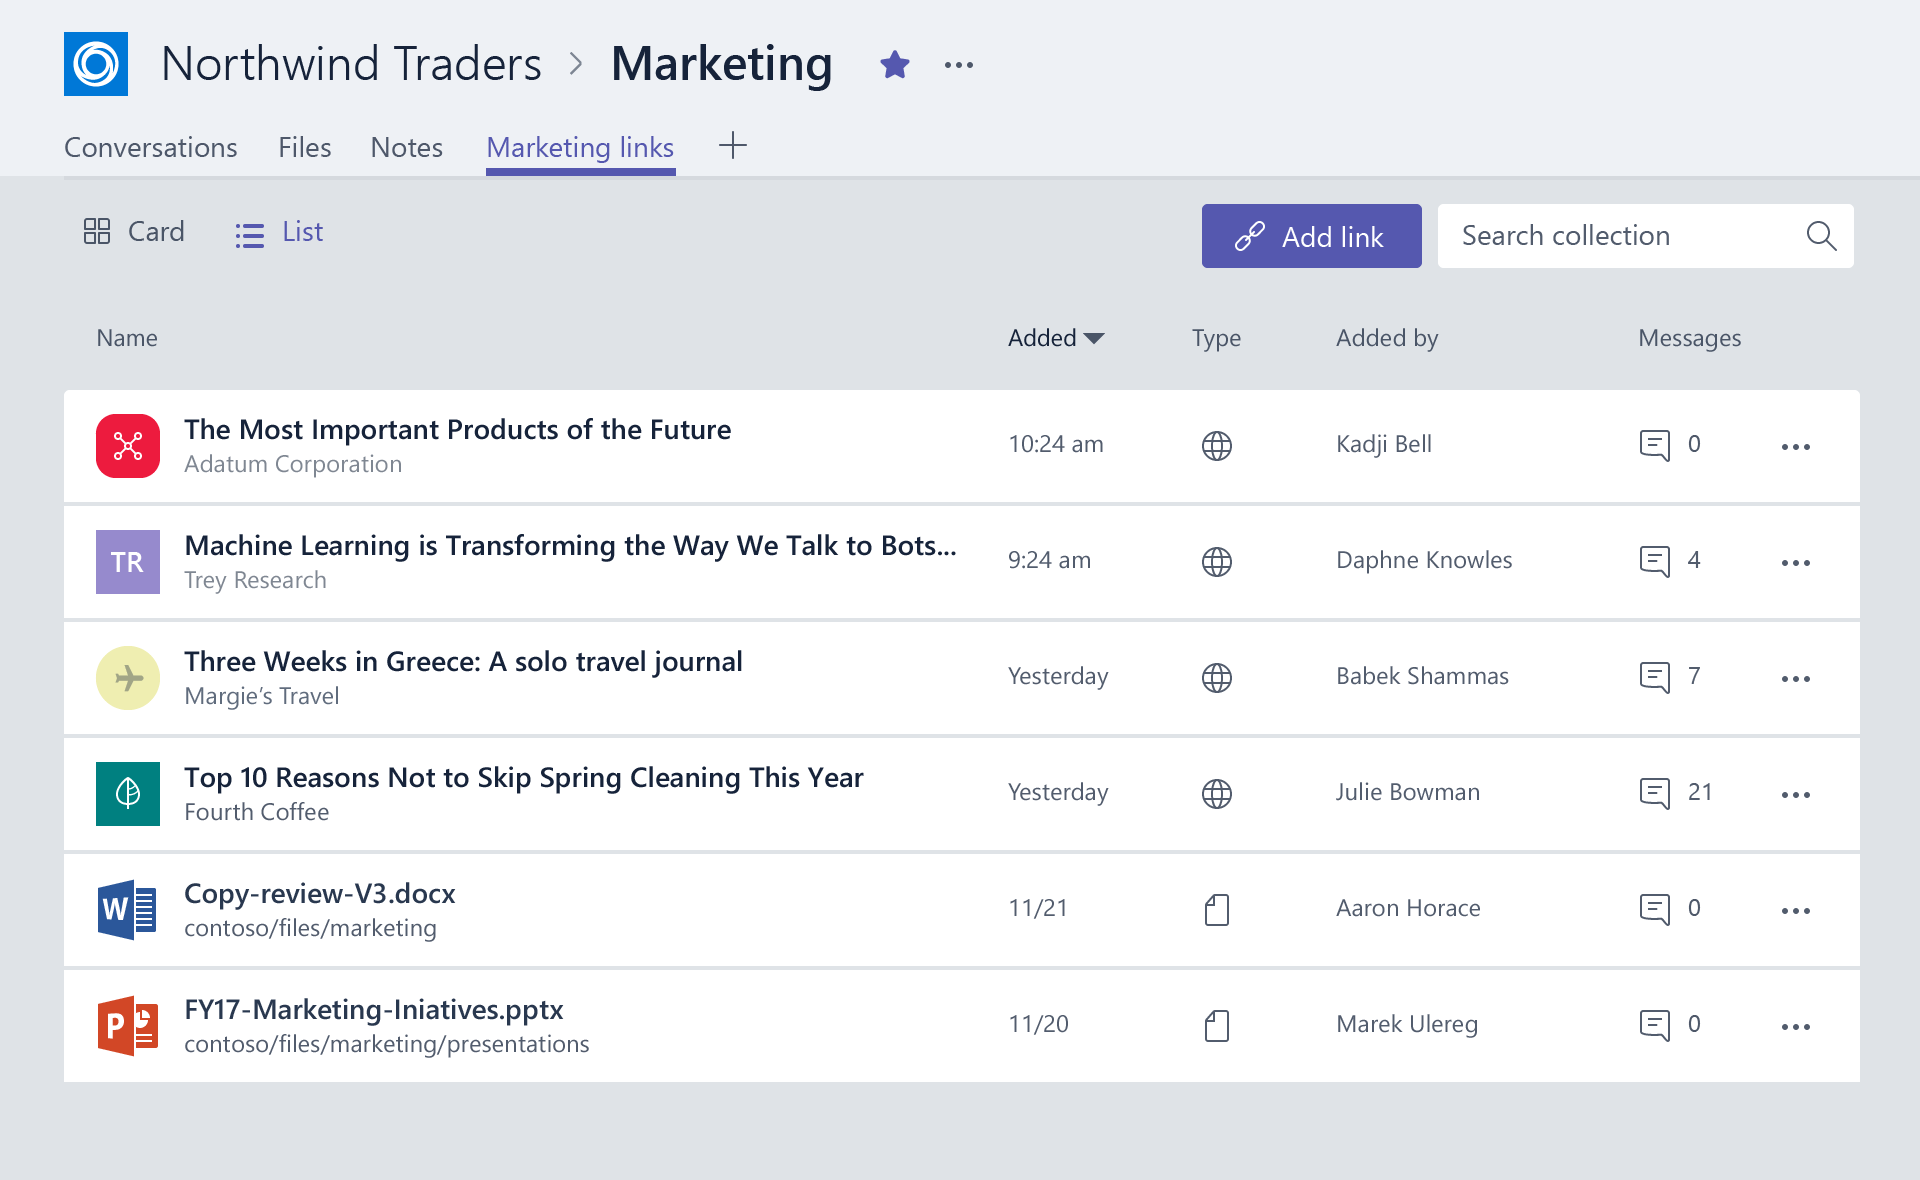 Northwind Traders > Marketing
Conversations Files Notes Marketing links
Card List Add link Search collection
Name Added Type Added by Messages
The Most Important Products of the Future
Adatum Corporation
10:24 am Kadji Bell 0
TR
Machine Learning is Transforming the Way We Talk to Bots...
Trey Research
9:24 am Daphne Knowles 4
Three Weeks in Greece: A solo travel journal
Margie’s Travel
Yesterday Babek Shammas 7
Top 10 Reasons Not to Skip Spring Cleaning This Year
Fourth Coffee
Yesterday Julie Bowman 21
W
Copy-review-V3.docx
contoso/files/marketing
11/21 Aaron Horace 0
P
FY17-Marketing-Iniatives.pptx
contoso/files/marketing/presentations
11/20 Marek Ulereg 0